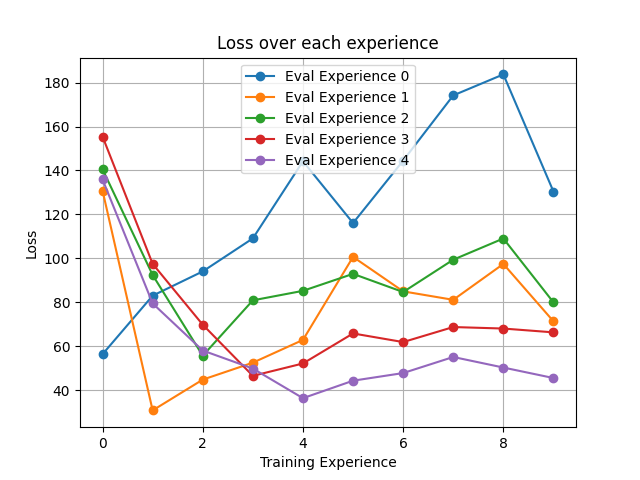 Loss over each experience
Eval Experience 0
Eval Experience 1
Eval Experience 2
Eval Experience 3
Eval Experience 4
Loss
180
160
140
120
100
80
60
40
0 2 4 6 8
Training Experience